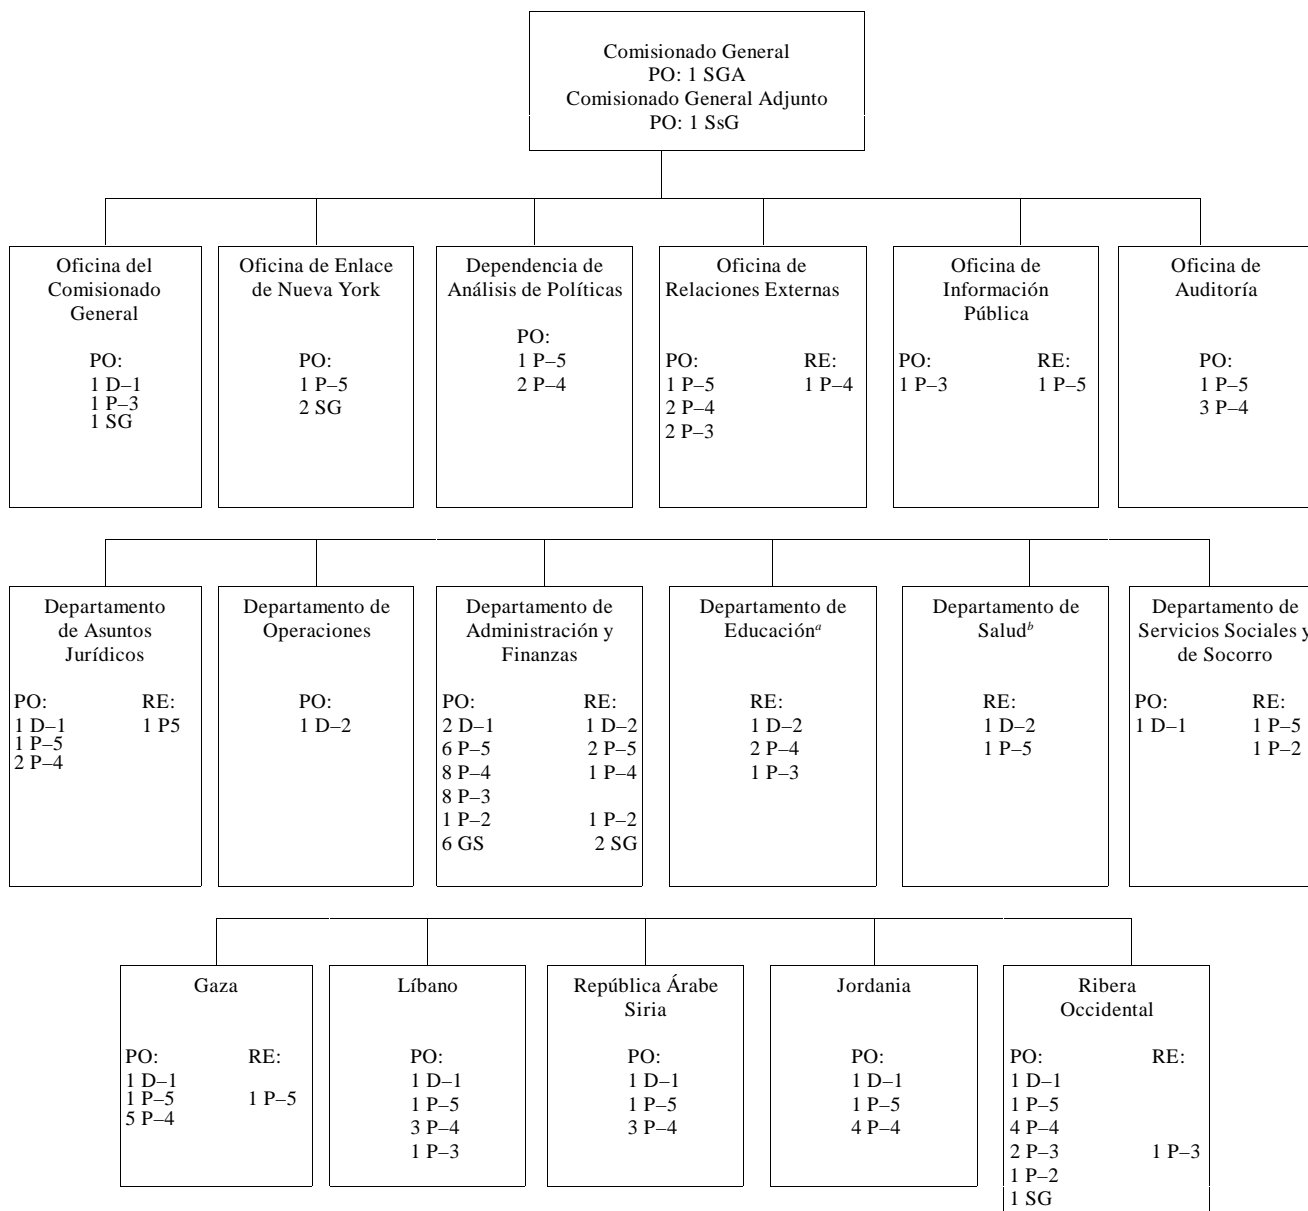 Comisionado General
PO: 1 SGA
Comisionado General Adjunto
PO: 1 SsG
Oficina del
Comisionado
General
PO:
1 D–1
1 P–3
1 SG
Oficina de Enlace
de Nueva York
PO:
1 P–5
2 SG
Dependencia de
Análisis de Políticas
PO:
1 P–5
2 P–4
Oficina de
Relaciones Externas
PO: RE:
1 P–5 1 P–4
2 P–4
2 P–3
Oficina de
Información
Pública
PO: RE:
1 P–3 1 P–5
Oficina de
Auditoría
PO:
1 P–5
3 P–4
Departamento
de Asuntos
Jurídicos
PO: RE:
1 D–1 1 P5
1 P–5
2 P–4
Departamento de
Operaciones
PO:
1 D–2
Departamento de
Administración y
Finanzas
PO: RE:
2 D–1 1 D–2
6 P–5 2 P–5
8 P–4 1 P–4
8 P–3
1 P–2 1 P–2
6 GS 2 SG
Departamento de
Educaciónᵃ
RE:
1 D–2
2 P–4
1 P–3
Departamento de
Saludᵇ
RE:
1 D–2
1 P–5
Departamento de
Servicios Sociales y
de Socorro
PO: RE:
1 D–1 1 P–5
1 P–2
Gaza
PO: RE:
1 D–1
1 P–5 1 P–5
5 P–4
Líbano
PO:
1 D–1
1 P–5
3 P–4
1 P–3
República Árabe
Siria
PO:
1 D–1
1 P–5
3 P–4
Jordania
PO:
1 D–1
1 P–5
4 P–4
Ribera
Occidental
PO: RE:
1 D–1
1 P–5
4 P–4
2 P–3 1 P–3
1 P–2
1 SG